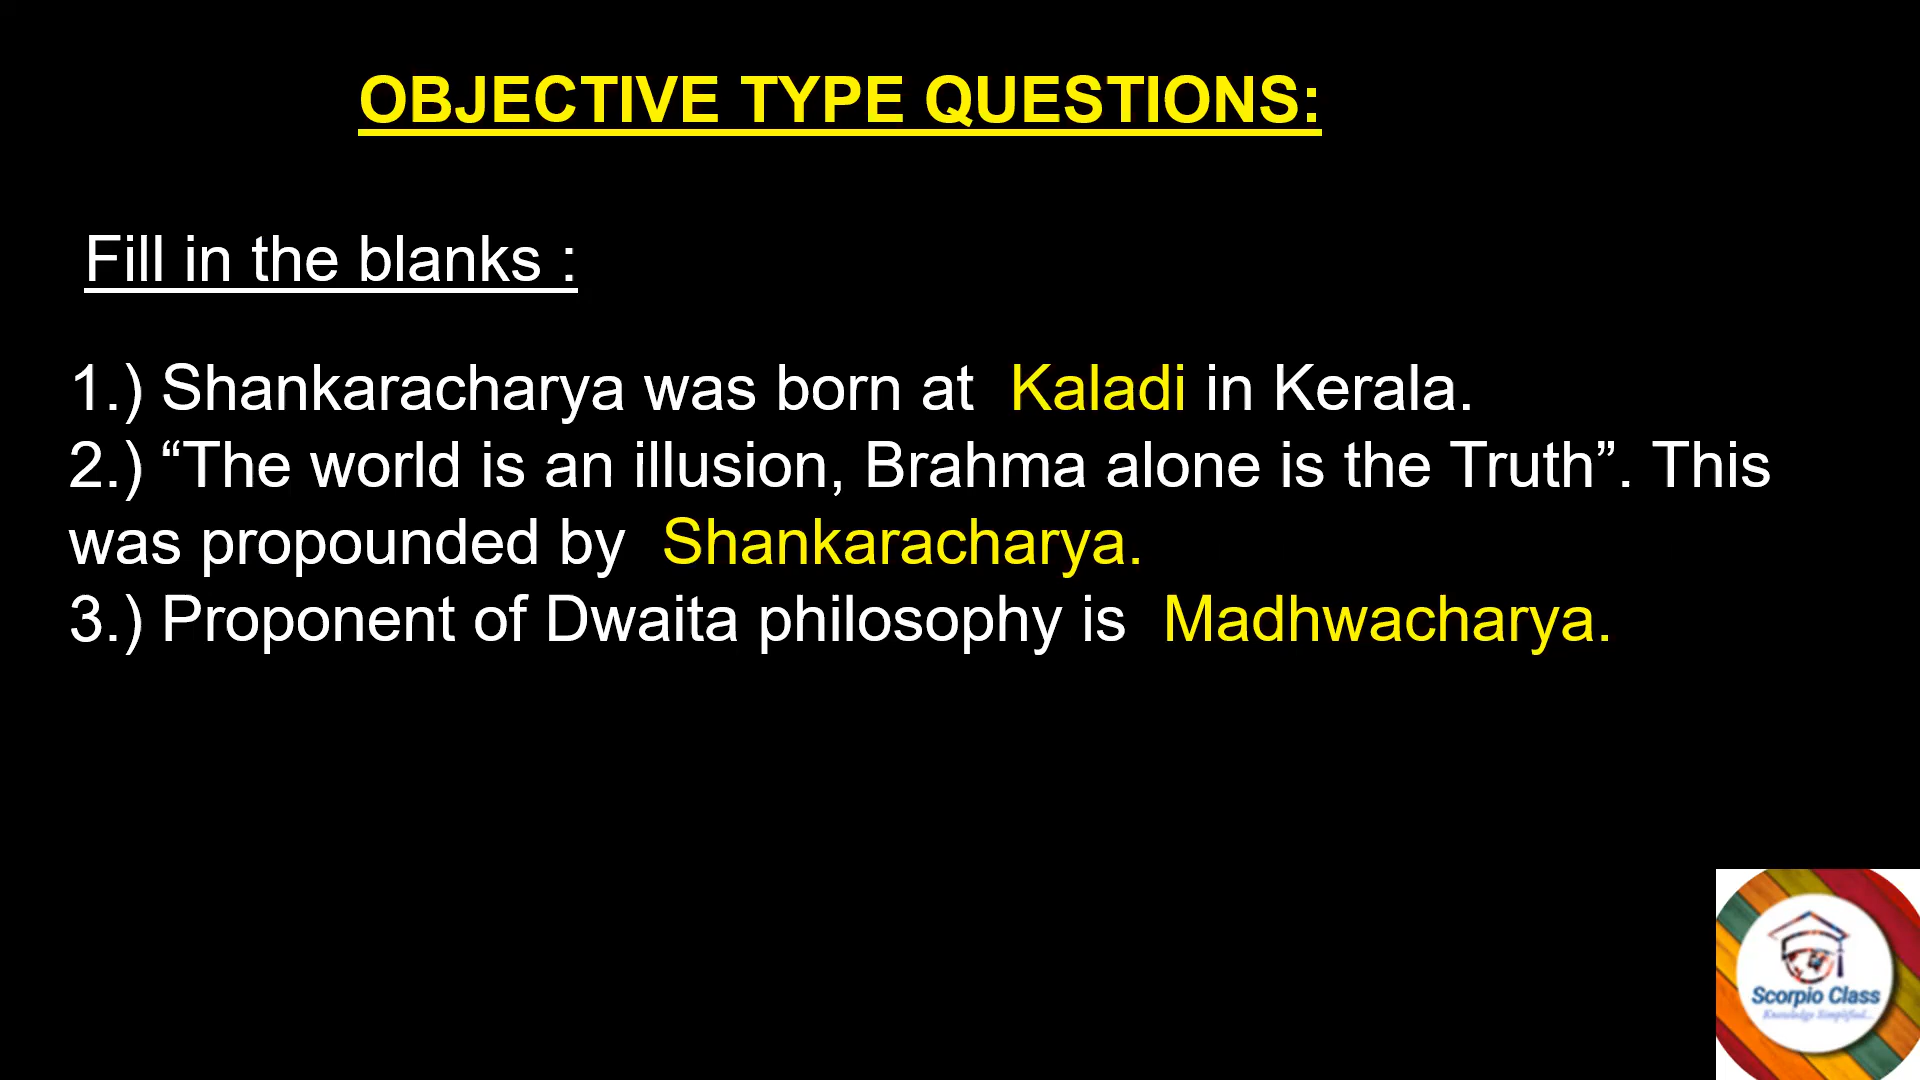 OBJECTIVE TYPE QUESTIONS:
Fill in the blanks :
1.) Shankaracharya was born at  Kaladi in Kerala.
2.) “The world is an illusion, Brahma alone is the Truth”. This
was propounded by  Shankaracharya.
3.) Proponent of Dwaita philosophy is  Madhwacharya.
Scorpio Class
Knowledge Simplified...